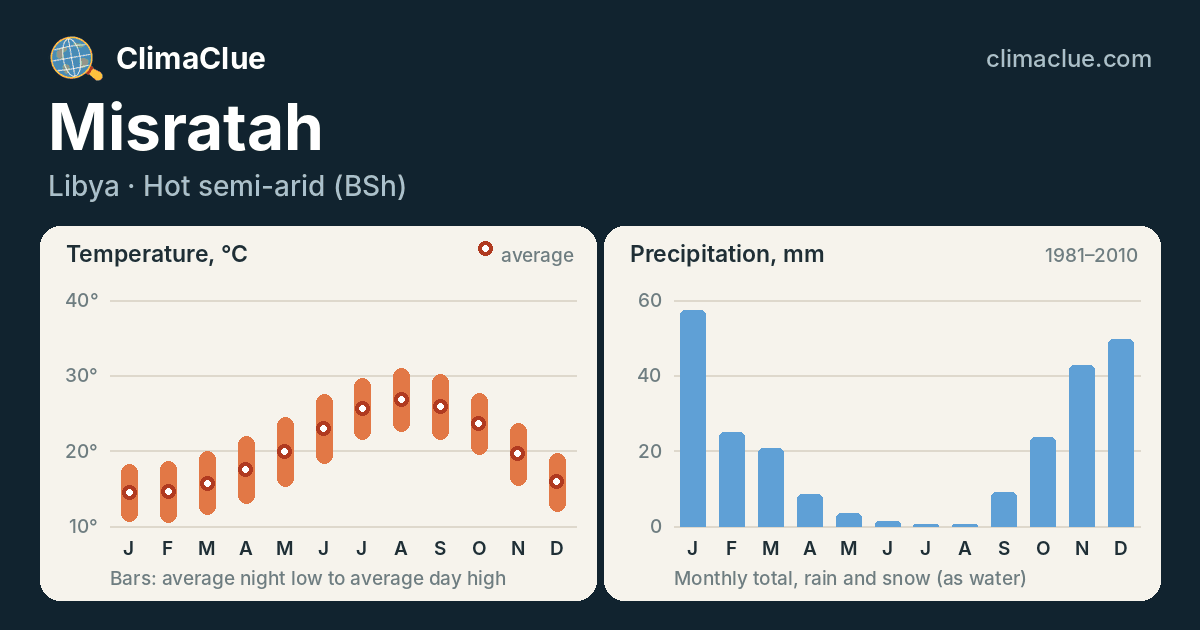 ClimaClue
climaclue.com
Misratah
Libya · Hot semi-arid (BSh)
Temperature, °C
average
40°
30°
20°
10°
J F M A M J J A S O N D
Bars: average night low to average day high
Precipitation, mm
1981–2010
60
40
20
0
J F M A M J J A S O N D
Monthly total, rain and snow (as water)